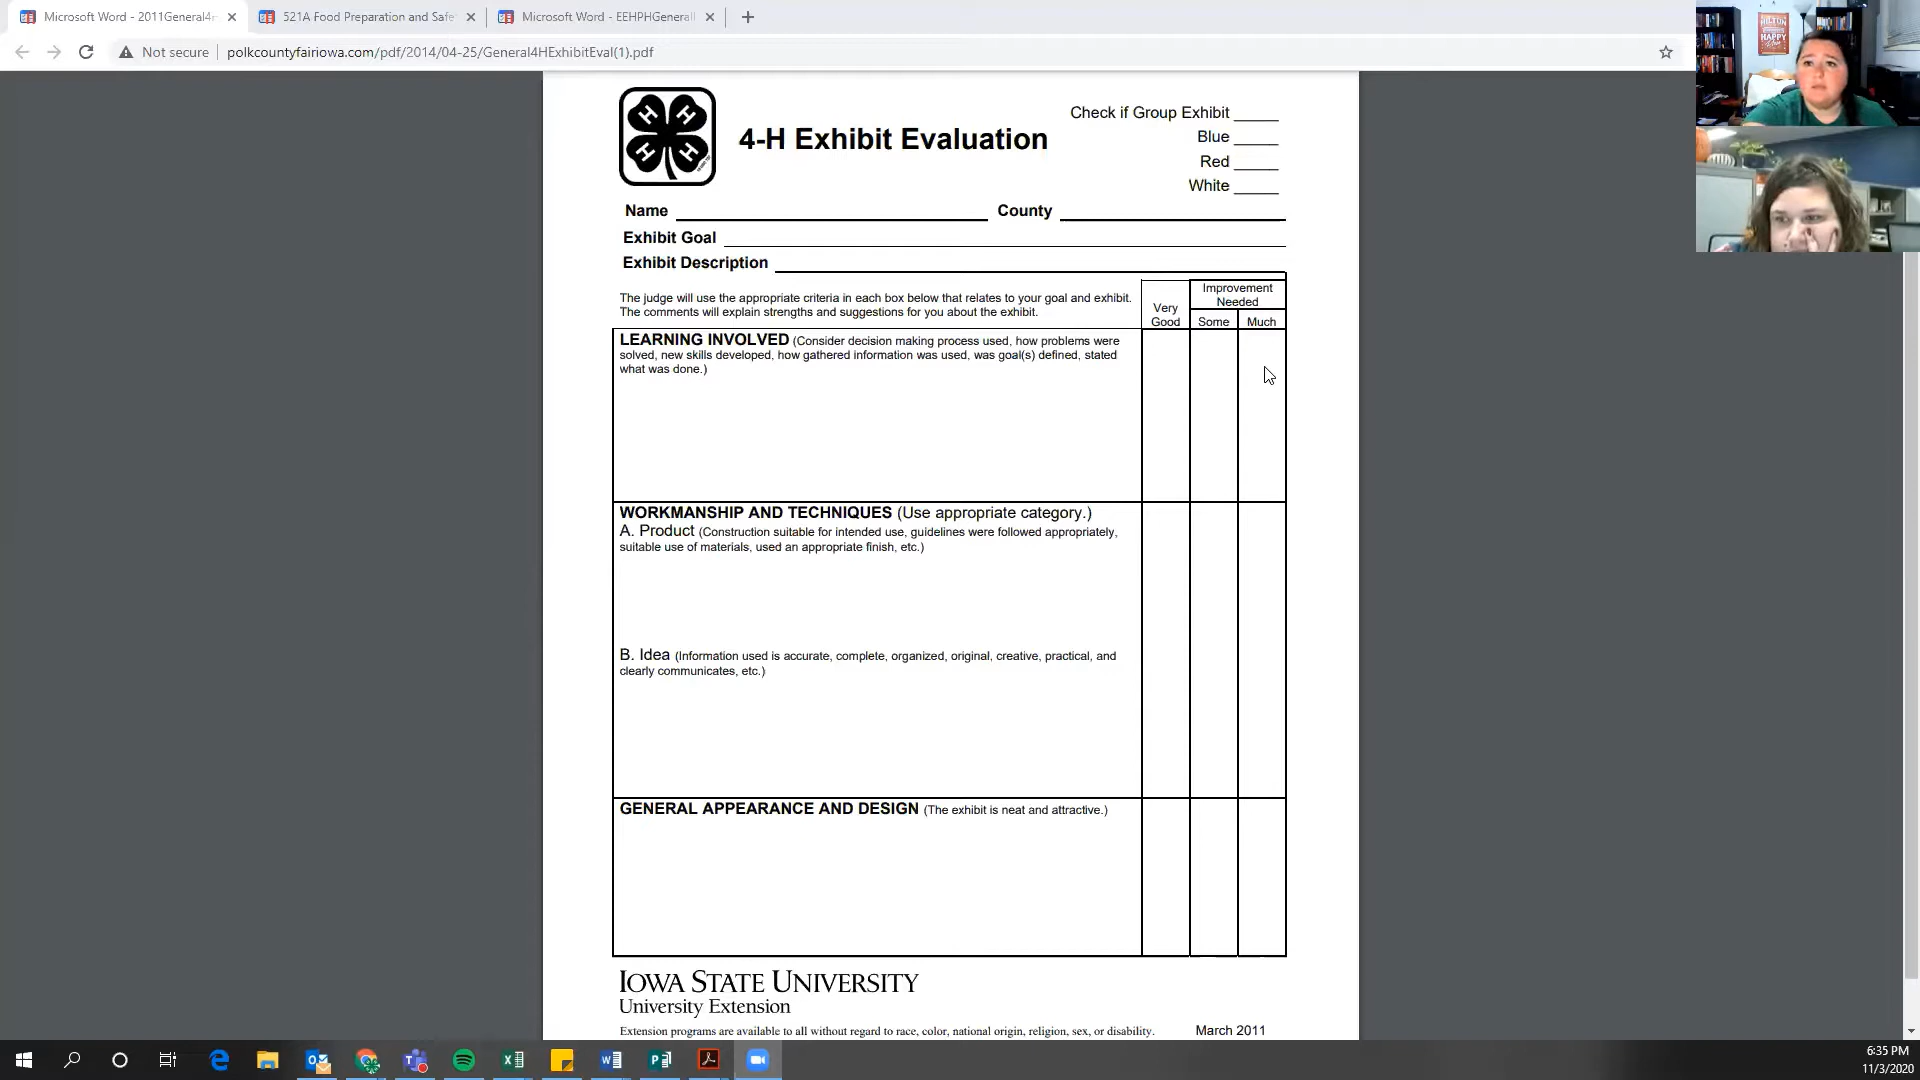 Microsoft Word - 2011General4
521A Food Preparation and Safe
Microsoft Word - EEHPHGeneral
Not secure
polkcountyfairiowa.com/pdf/2014/04-25/General4HExhibitEval(1).pdf
HILTON
HAPPY
H H H H
4-H Exhibit Evaluation
Check if Group Exhibit _____
Blue _____
Red _____
White _____
Name
County
Exhibit Goal
Exhibit Description
The judge will use the appropriate criteria in each box below that relates to your goal and exhibit.
The comments will explain strengths and suggestions for you about the exhibit.
Very
Good
Improvement
Needed
Some
Much
LEARNING INVOLVED (Consider decision making process used, how problems were
solved, new skills developed, how gathered information was used, was goal(s) defined, stated
what was done.)
WORKMANSHIP AND TECHNIQUES (Use appropriate category.)
A. Product (Construction suitable for intended use, guidelines were followed appropriately,
suitable use of materials, used an appropriate finish, etc.)
B. Idea (Information used is accurate, complete, organized, original, creative, practical, and
clearly communicates, etc.)
GENERAL APPEARANCE AND DESIGN (The exhibit is neat and attractive.)
IOWA STATE UNIVERSITY
University Extension
Extension programs are available to all without regard to race, color, national origin, religion, sex, or disability.
March 2011
6:35 PM
11/3/2020